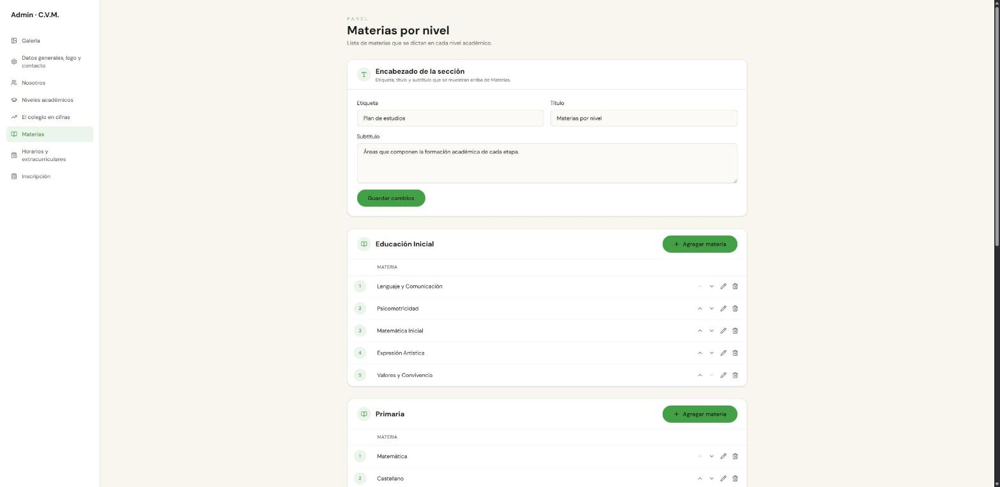 Admin · C.V.M.
Galería
Datos generales, logo y
contacto
Nosotros
Niveles académicos
El colegio en cifras
Materias
Horarios y
extracurriculares
Inscripción
PANEL
Materias por nivel
Lista de materias que se dictan en cada nivel académico.
Encabezado de la sección
Etiqueta, título y subtítulo que se muestran arriba de Materias.
Etiqueta
Título
Plan de estudios
Materias por nivel
Subtítulo
Áreas que componen la formación académica de cada etapa.
Guardar cambios
Educación Inicial
+ Agregar materia
MATERIA
1 Lenguaje y Comunicación
2 Psicomotricidad
3 Matemática Inicial
4 Expresión Artística
5 Valores y Convivencia
Primaria
+ Agregar materia
MATERIA
1 Matemática
2 Castellano